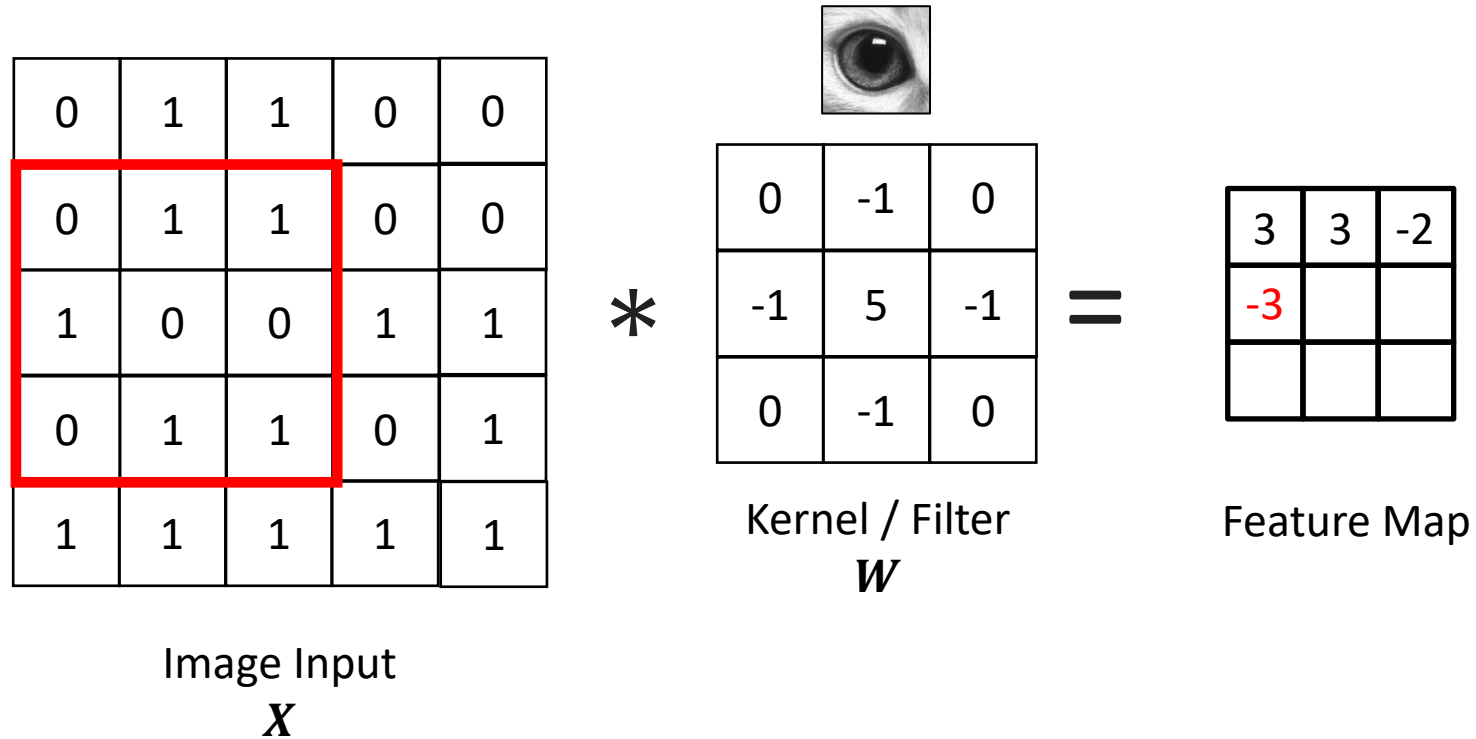 0 1 1 0 0
0 1 1 0 0
1 0 0 1 1
0 1 1 0 1
1 1 1 1 1
Image Input
X
*
0 -1 0
-1 5 -1
0 -1 0
Kernel / Filter
W
=
3 3 -2
-3
Feature Map